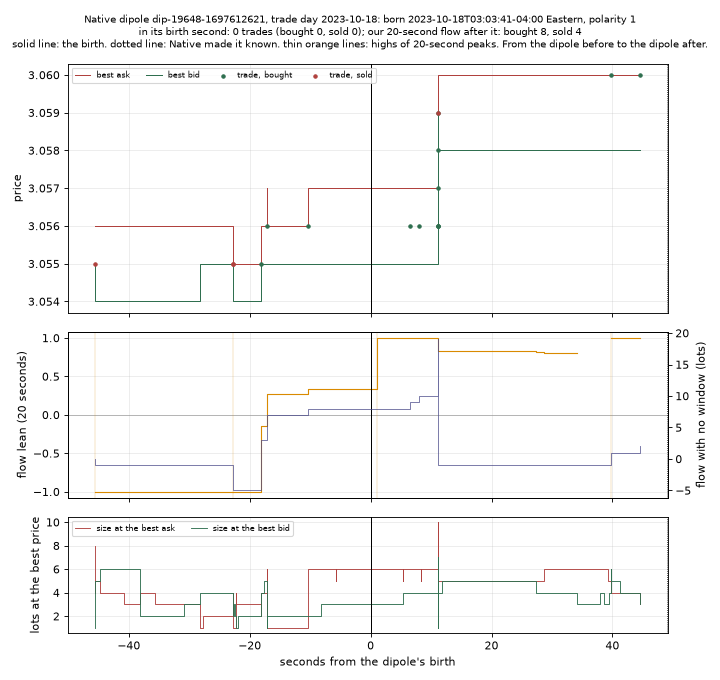 Native dipole dip-19648-1697612621, trade day 2023-10-18: born 2023-10-18T03:03:41-04:00 Eastern, polarity 1
in its birth second: 0 trades (bought 0, sold 0); our 20-second flow after it: bought 8, sold 4
solid line: the birth. dotted line: Native made it known. thin orange lines: highs of 20-second peaks. From the dipole before to the dipole after.
best ask
best bid
trade, bought
trade, sold
3.060
3.059
3.058
3.057
3.056
3.055
3.054
price
1.0
0.5
0.0
−0.5
−1.0
flow lean (20 seconds)
20
15
10
5
0
−5
flow with no window (lots)
size at the best ask
size at the best bid
10
8
6
4
2
lots at the best price
−40
−20
0
20
40
seconds from the dipole's birth